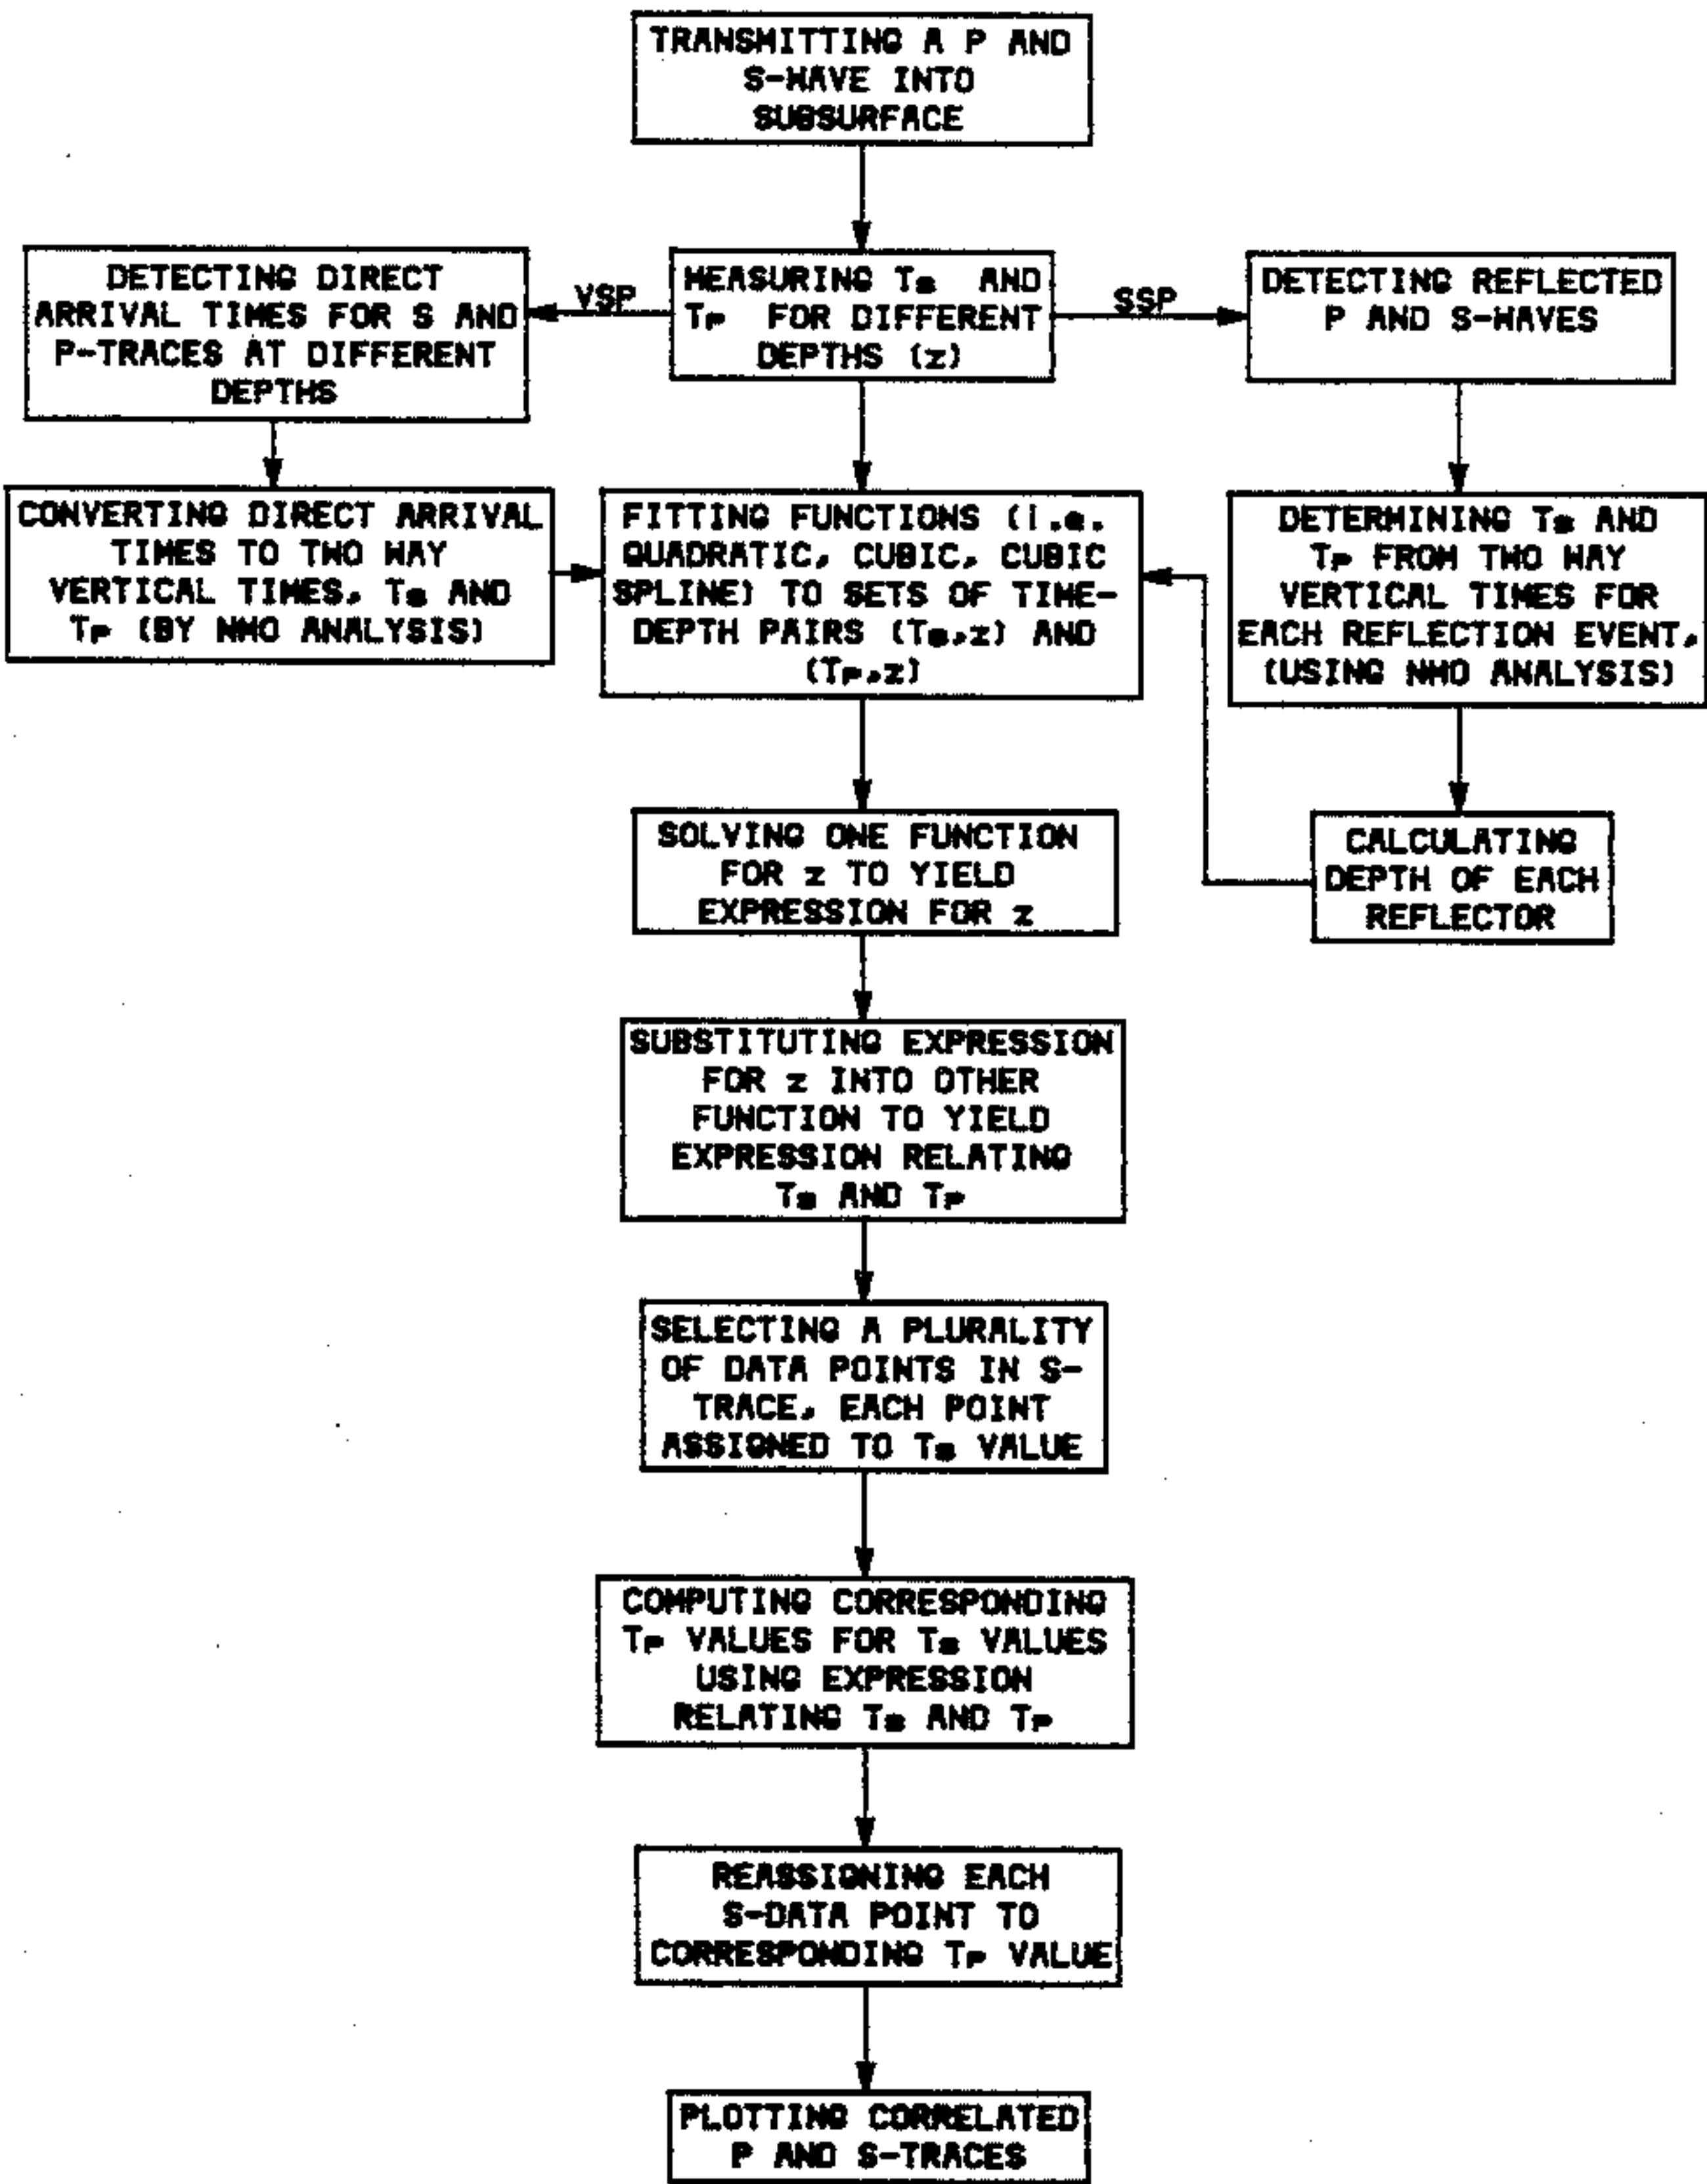 TRANSMITTING A P AND
S-WAVE INTO
SUBSURFACE
DETECTING DIRECT
ARRIVAL TIMES FOR S AND
P-TRACES AT DIFFERENT
DEPTHS
VSP
MEASURING Ts AND
TP FOR DIFFERENT
DEPTHS (z)
SSP
DETECTING REFLECTED
P AND S-WAVES
CONVERTING DIRECT ARRIVAL
TIMES TO TWO WAY
VERTICAL TIMES, Ts AND
TP (BY NMO ANALYSIS)
FITTING FUNCTIONS (i.e.
QUADRATIC, CUBIC, CUBIC
SPLINE) TO SETS OF TIME-
DEPTH PAIRS (Ts,z) AND
(TP,z)
DETERMINING Ts AND
TP FROM TWO WAY
VERTICAL TIMES FOR
EACH REFLECTION EVENT,
(USING NMO ANALYSIS)
SOLVING ONE FUNCTION
FOR z TO YIELD
EXPRESSION FOR z
CALCULATING
DEPTH OF EACH
REFLECTOR
SUBSTITUTING EXPRESSION
FOR z INTO OTHER
FUNCTION TO YIELD
EXPRESSION RELATING
Ts AND TP
SELECTING A PLURALITY
OF DATA POINTS IN S-
TRACE, EACH POINT
ASSIGNED TO Ts VALUE
COMPUTING CORRESPONDING
TP VALUES FOR Ts VALUES
USING EXPRESSION
RELATING Ts AND TP
REASSIGNING EACH
S-DATA POINT TO
CORRESPONDING TP VALUE
PLOTTING CORRELATED
P AND S-TRACES